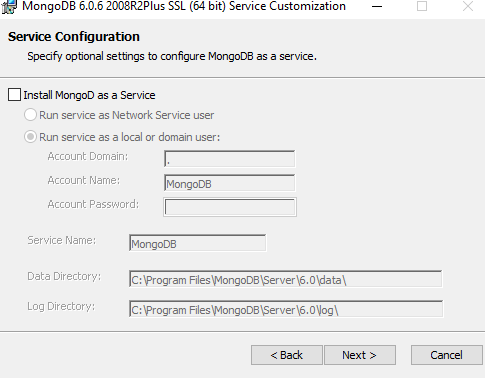 MongoDB 6.0.6 2008R2Plus SSL (64 bit) Service Customization
Service Configuration
Specify optional settings to configure MongoDB as a service.
Install MongoD as a Service
Run service as Network Service user
Run service as a local or domain user:
Account Domain: .
Account Name: MongoDB
Account Password:
Service Name: MongoDB
Data Directory: C:\Program Files\MongoDB\Server\6.0\data\
Log Directory: C:\Program Files\MongoDB\Server\6.0\log\
< Back Next > Cancel